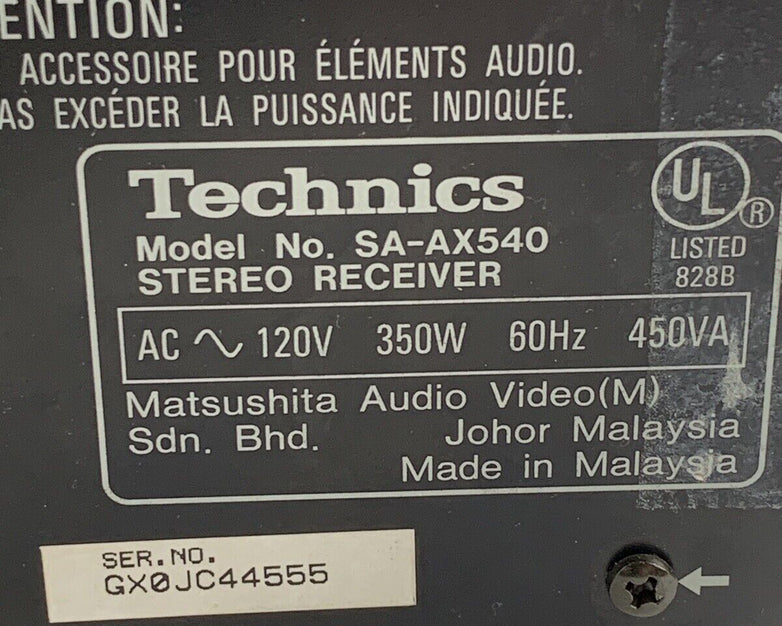 ENTION:
ACCESSOIRE POUR ÉLÉMENTS AUDIO.
AS EXCÉDER LA PUISSANCE INDIQUÉE.
Technics
UL ®
Model No. SA-AX540
LISTED
STEREO RECEIVER
828B
AC ∿ 120V 350W 60Hz 450VA
Matsushita Audio Video(M)
Sdn. Bhd. Johor Malaysia
Made in Malaysia
SER.NO.
GX0JC44555